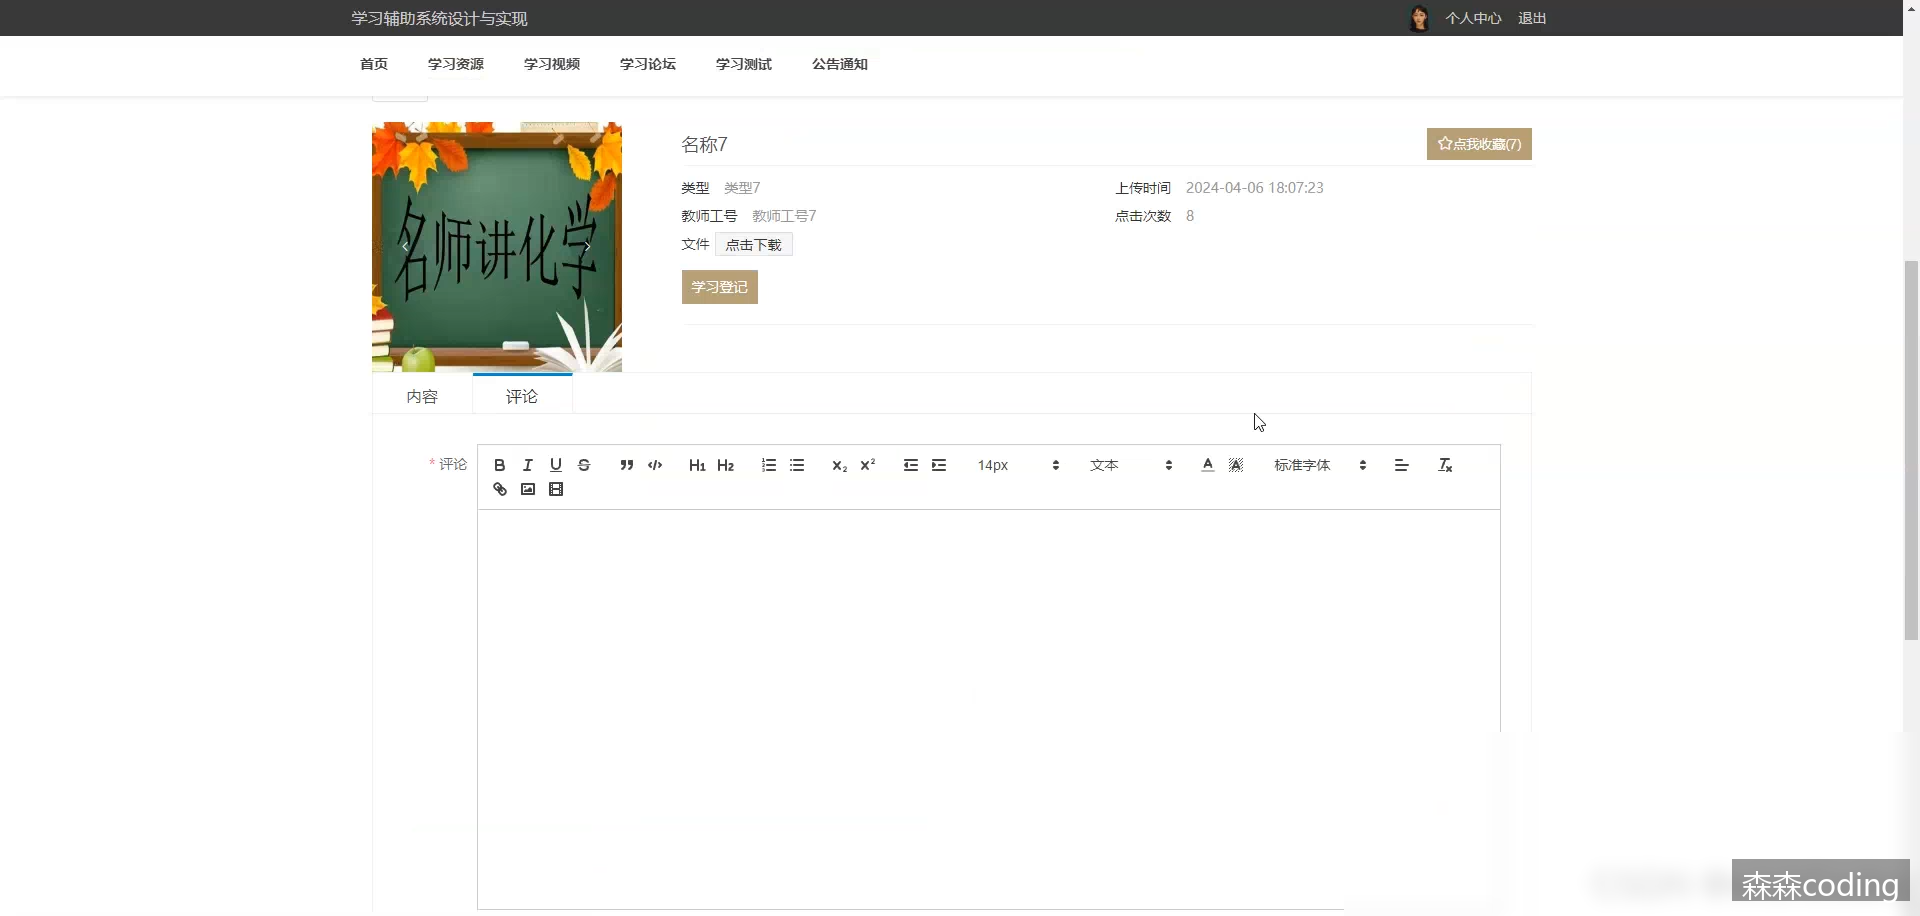 学习辅助系统设计与实现 个人中心 退出
首页 学习资源 学习视频 学习论坛 学习测试 公告通知
名师讲化学
名称7 点我收藏(7)
类型 类型7 上传时间 2024-04-06 18:07:23
教师工号 教师工号7 点击次数 8
文件 点击下载
学习登记
内容 评论
* 评论 B I U S H1 H2 X₂ X² 14px 文本 A A 标准字体 Tx
森森coding